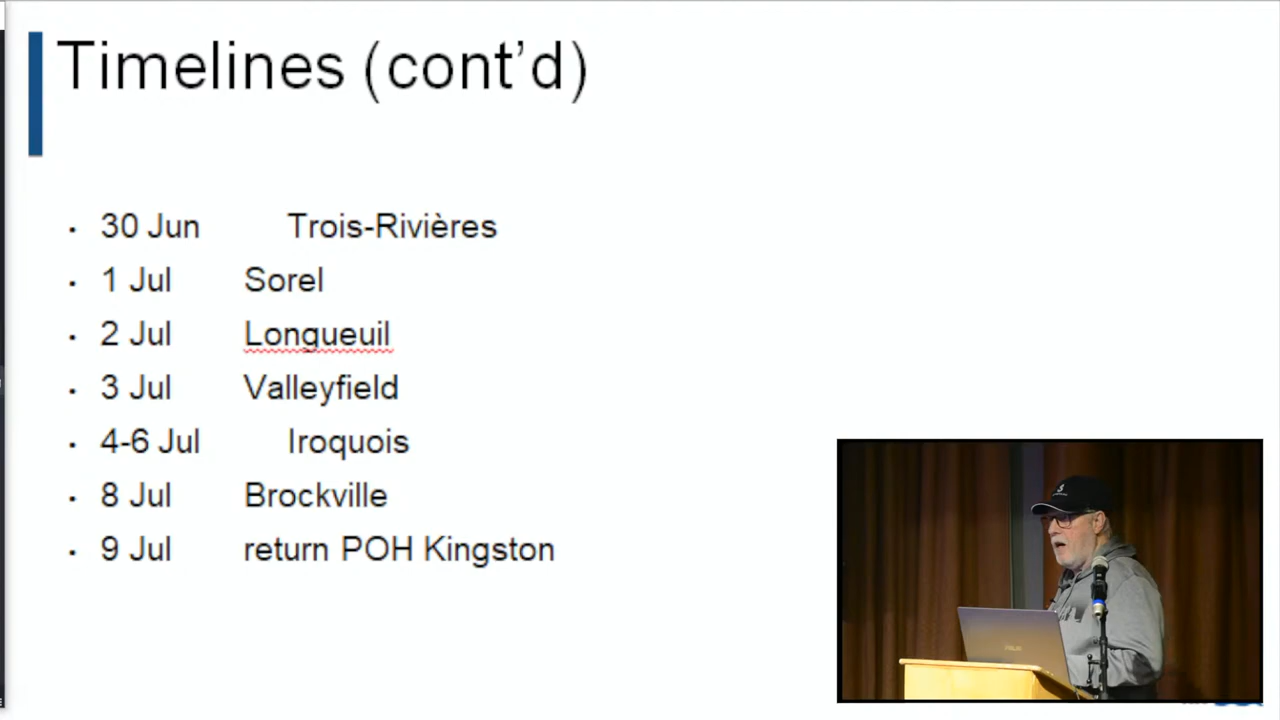 Timelines (cont’d)
• 30 Jun Trois-Rivières
• 1 Jul Sorel
• 2 Jul Longueuil
• 3 Jul Valleyfield
• 4-6 Jul Iroquois
• 8 Jul Brockville
• 9 Jul return POH Kingston
ASUS